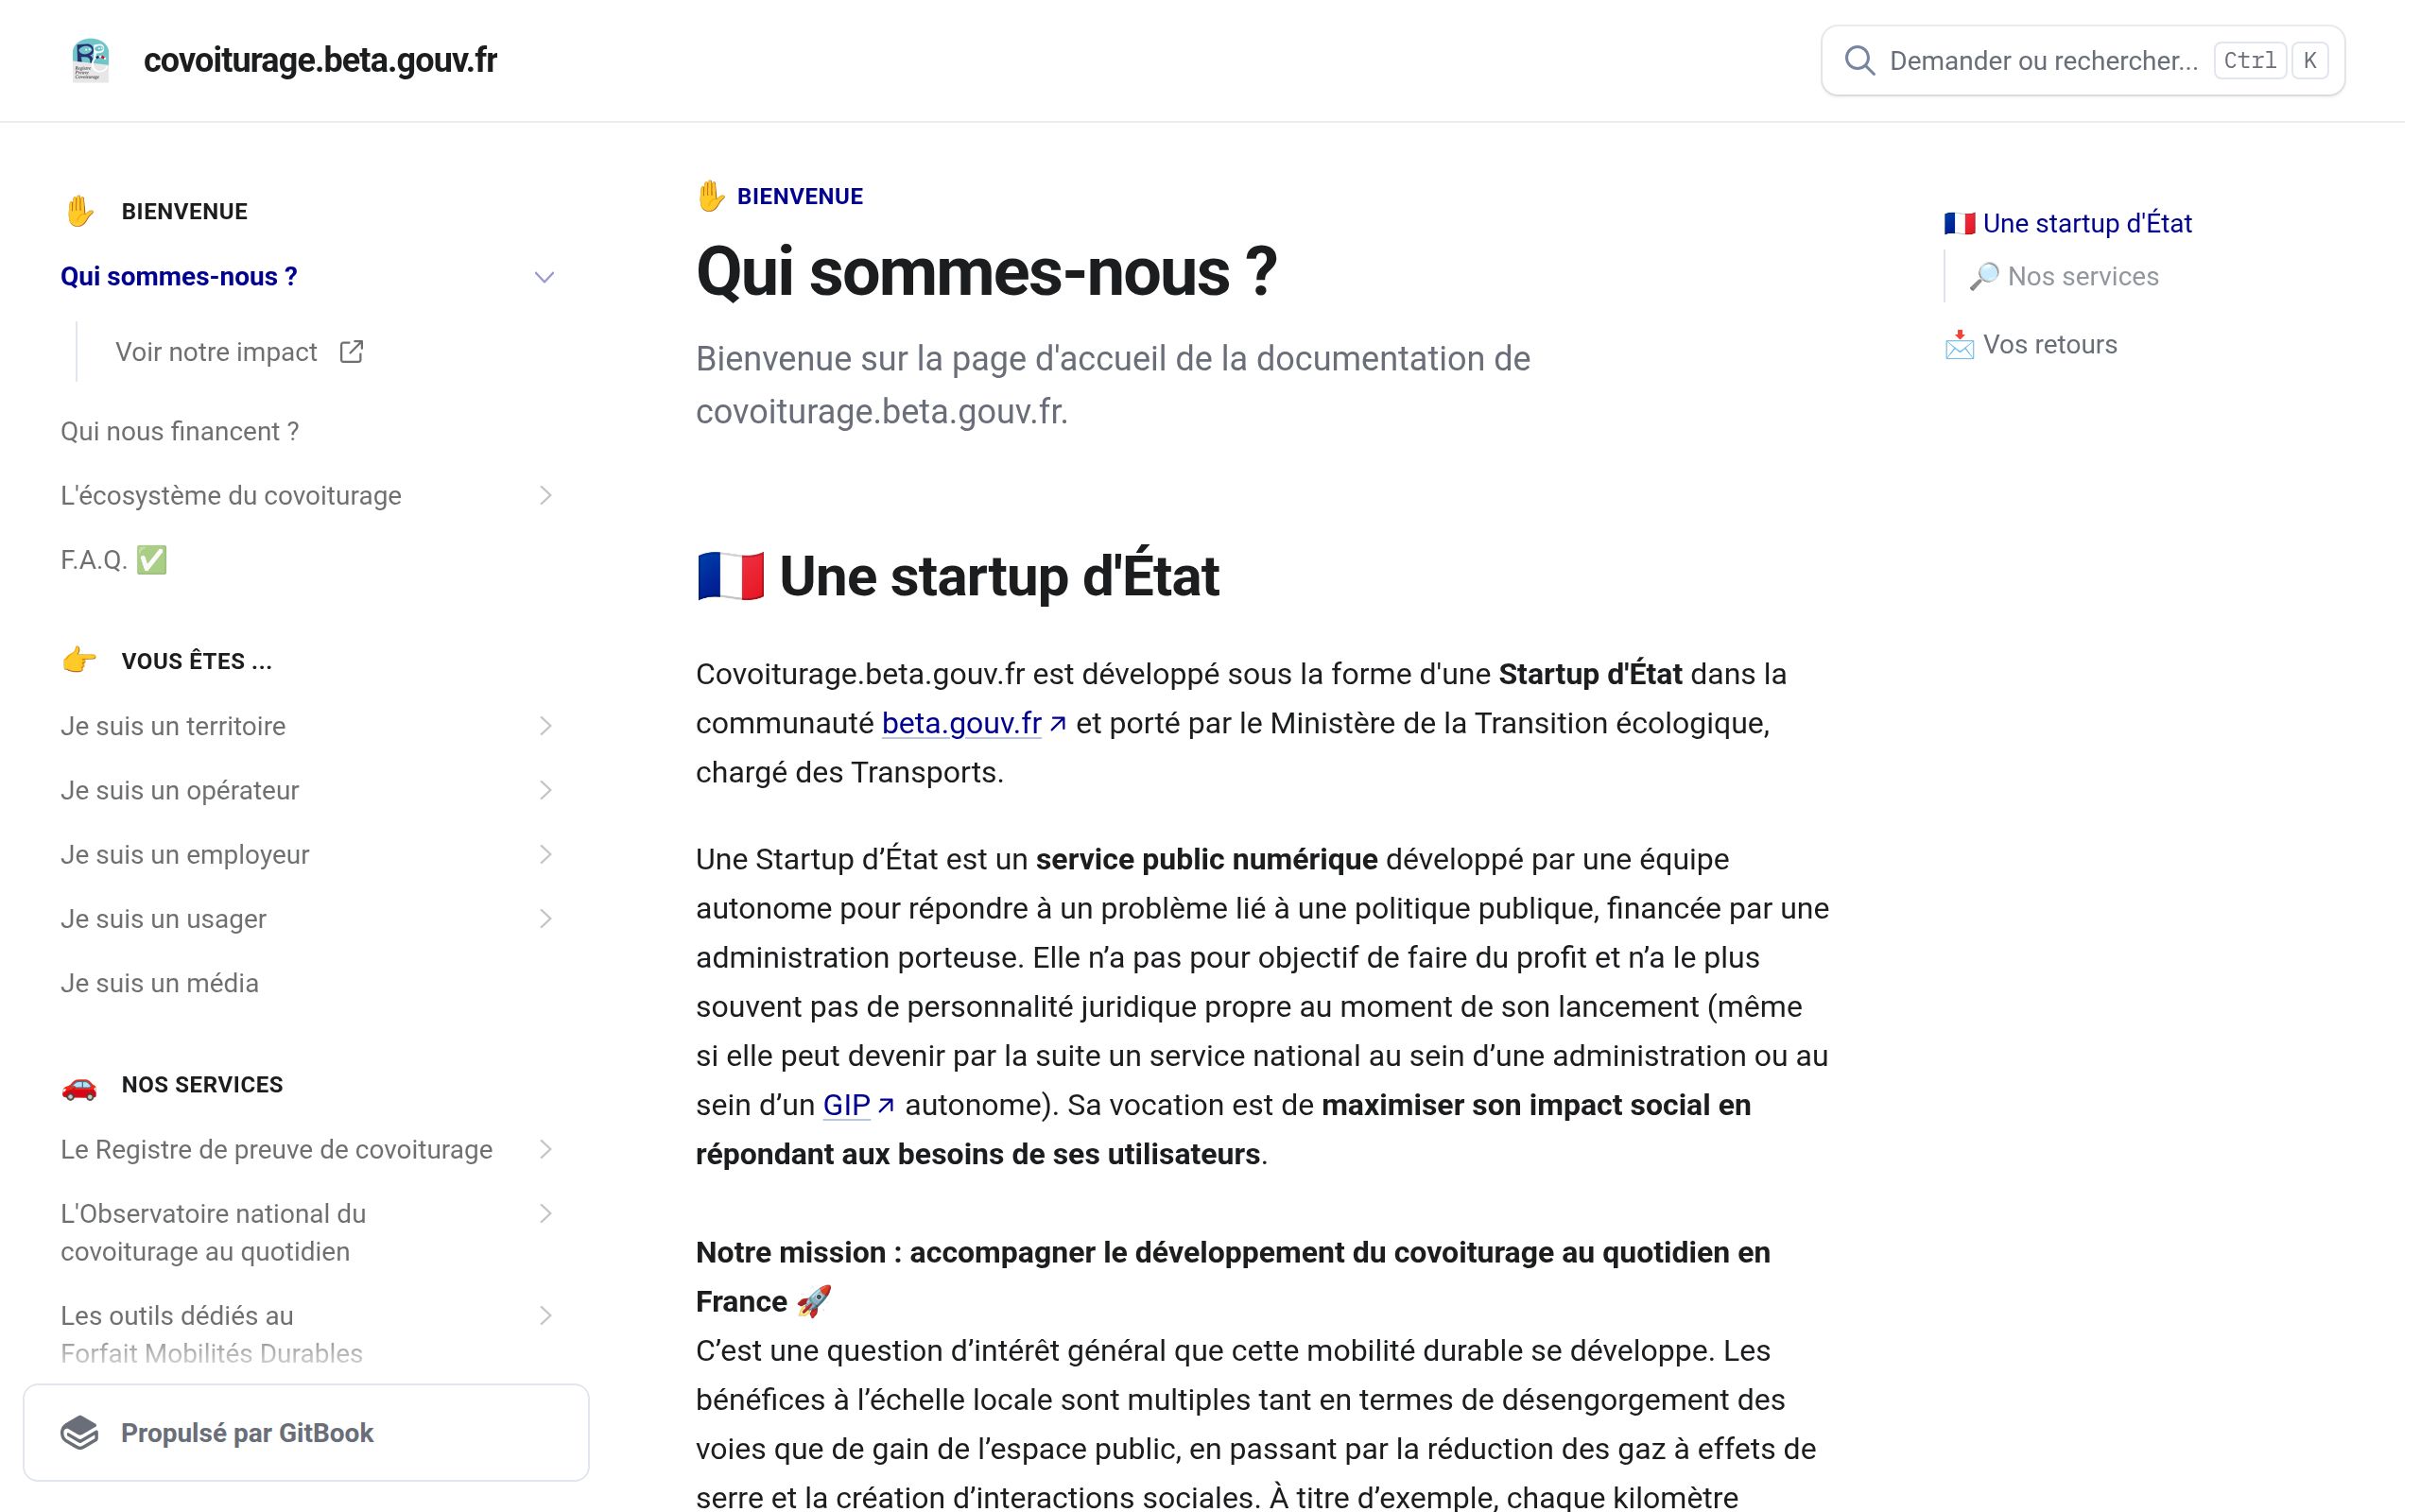 covoiturage.beta.gouv.fr
Demander ou rechercher... Ctrl K
✋ BIENVENUE
Qui sommes-nous ?
Voir notre impact
Qui nous financent ?
L'écosystème du covoiturage
F.A.Q. ✅
👉 VOUS ÊTES ...
Je suis un territoire
Je suis un opérateur
Je suis un employeur
Je suis un usager
Je suis un média
🚗 NOS SERVICES
Le Registre de preuve de covoiturage
L'Observatoire national du
covoiturage au quotidien
Les outils dédiés au
Forfait Mobilités Durables
Propulsé par GitBook
✋ BIENVENUE
Qui sommes-nous ?
Bienvenue sur la page d'accueil de la documentation de
covoiturage.beta.gouv.fr.
🇫🇷 Une startup d'État
Covoiturage.beta.gouv.fr est développé sous la forme d'une Startup d'État dans la
communauté beta.gouv.fr et porté par le Ministère de la Transition écologique,
chargé des Transports.
Une Startup d’État est un service public numérique développé par une équipe
autonome pour répondre à un problème lié à une politique publique, financée par une
administration porteuse. Elle n’a pas pour objectif de faire du profit et n’a le plus
souvent pas de personnalité juridique propre au moment de son lancement (même
si elle peut devenir par la suite un service national au sein d’une administration ou au
sein d’un GIP autonome). Sa vocation est de maximiser son impact social en
répondant aux besoins de ses utilisateurs.
Notre mission : accompagner le développement du covoiturage au quotidien en
France 🚀
C’est une question d’intérêt général que cette mobilité durable se développe. Les
bénéfices à l’échelle locale sont multiples tant en termes de désengorgement des
voies que de gain de l’espace public, en passant par la réduction des gaz à effets de
serre et la création d’interactions sociales. À titre d’exemple, chaque kilomètre
🇫🇷 Une startup d'État
🔎 Nos services
📩 Vos retours